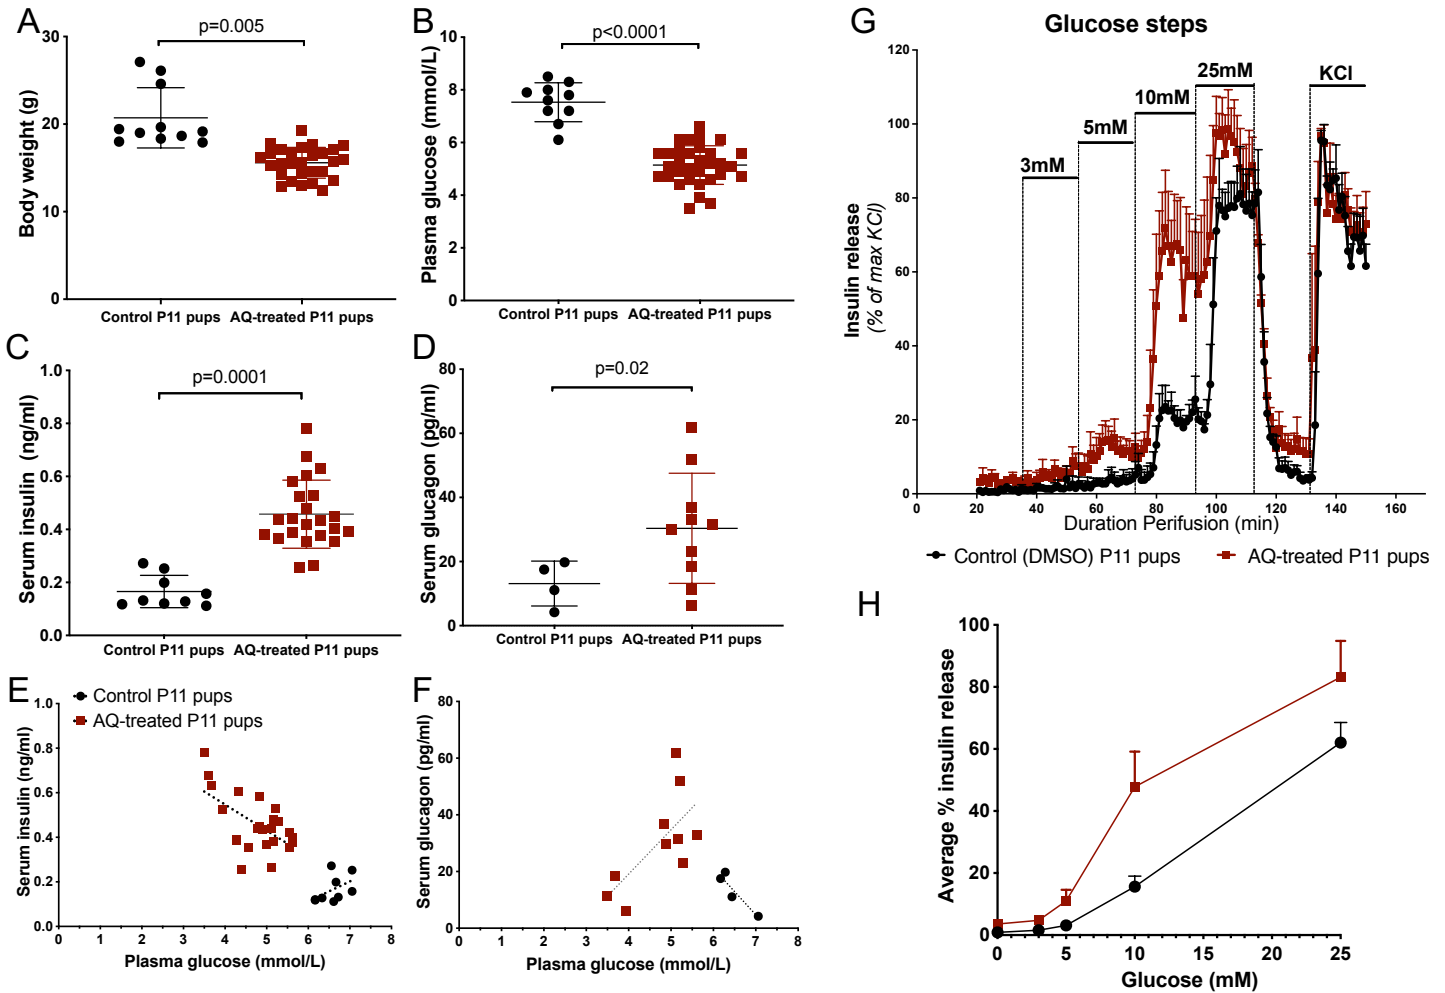 A
p=0.005
30
20
10
0
Body weight (g)
Control P11 pups
AQ-treated P11 pups
B
p<0.0001
10
8
6
4
2
0
Plasma glucose (mmol/L)
Control P11 pups
AQ-treated P11 pups
C
p=0.0001
1.0
0.8
0.6
0.4
0.2
0.0
Serum insulin (ng/ml)
Control P11 pups
AQ-treated P11 pups
D
p=0.02
80
60
40
20
0
Serum glucagon (pg/ml)
Control P11 pups
AQ-treated P11 pups
E
Control P11 pups
AQ-treated P11 pups
1.0
0.8
0.6
0.4
0.2
0.0
Serum insulin (ng/ml)
0 1 2 3 4 5 6 7 8
Plasma glucose (mmol/L)
F
80
60
40
20
0
Serum glucagon (pg/ml)
0 1 2 3 4 5 6 7 8
Plasma glucose (mmol/L)
G
Glucose steps
120
100
80
60
40
20
0
Insulin release
(% of max KCl)
3mM
5mM
10mM
25mM
KCl
0 20 40 60 80 100 120 140 160
Duration Perifusion (min)
Control (DMSO) P11 pups
AQ-treated P11 pups
H
100
80
60
40
20
0
Average % insulin release
0 5 10 15 20 25
Glucose (mM)